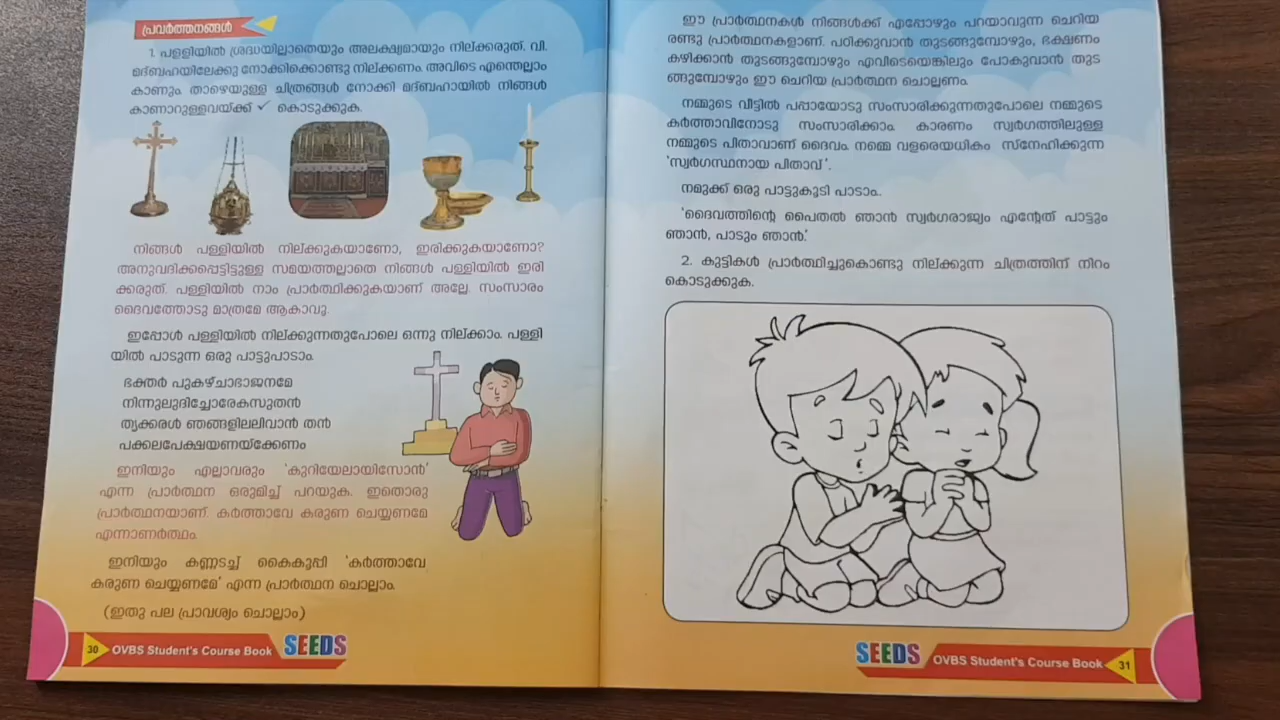 പ്രവർത്തനങ്ങൾ
1. പള്ളിയിൽ ശ്രദ്ധയില്ലാതെയും അലക്ഷ്യമായും നില്ക്കരുത്. വി.
മദ്ബഹയിലേക്കു നോക്കിക്കൊണ്ടു നില്ക്കണം. അവിടെ എന്തെല്ലാം
കാണും. താഴെയുള്ള ചിത്രങ്ങൾ നോക്കി മദ്ബഹായിൽ നിങ്ങൾ
കാണാറുള്ളവയ്ക്ക് ✓ കൊടുക്കുക.
നിങ്ങൾ പള്ളിയിൽ നില്ക്കുകയാണോ, ഇരിക്കുകയാണോ?
അനുവദിക്കപ്പെട്ടിട്ടുള്ള സമയത്തല്ലാതെ നിങ്ങൾ പള്ളിയിൽ ഇരി
ക്കരുത്. പള്ളിയിൽ നാം പ്രാർത്ഥിക്കുകയാണ് അല്ലേ. സംസാരം
ദൈവത്തോടു മാത്രമേ ആകാവൂ.
ഇപ്പോൾ പള്ളിയിൽ നില്ക്കുന്നതുപോലെ ഒന്നു നില്ക്കാം. പള്ളി
യിൽ പാടുന്ന ഒരു പാട്ടുപാടാം.
ഭക്തർ പുകഴ്ചാഭാജനമേ
നിന്നുലുദിച്ചോരേകസുതൻ
തൃക്കരൾ ഞങ്ങളിലലിവാൻ തൻ
പക്കലപേക്ഷയണയ്ക്കേണം
ഇനിയും എല്ലാവരും 'കുറിയേലായിസോൻ'
എന്ന പ്രാർത്ഥന ഒരുമിച്ച് പറയുക. ഇതൊരു
പ്രാർത്ഥനയാണ്. കർത്താവേ കരുണ ചെയ്യണമേ
എന്നാണർത്ഥം.
ഇനിയും കണ്ണടച്ച് കൈകൂപ്പി 'കർത്താവേ
കരുണ ചെയ്യണമേ' എന്ന പ്രാർത്ഥന ചൊല്ലാം.
(ഇതു പല പ്രാവശ്യം ചൊല്ലാം)
30 OVBS Student's Course Book SEEDS
ഈ പ്രാർത്ഥനകൾ നിങ്ങൾക്ക് എപ്പോഴും പറയാവുന്ന ചെറിയ
രണ്ടു പ്രാർത്ഥനകളാണ്. പഠിക്കുവാൻ തുടങ്ങുമ്പോഴും, ഭക്ഷണം
കഴിക്കാൻ തുടങ്ങുമ്പോഴും എവിടെയെങ്കിലും പോകുവാൻ തുട
ങ്ങുമ്പോഴും ഈ ചെറിയ പ്രാർത്ഥന ചൊല്ലണം.
നമ്മുടെ വീട്ടിൽ പപ്പായോടു സംസാരിക്കുന്നതുപോലെ നമ്മുടെ
കർത്താവിനോടു സംസാരിക്കാം. കാരണം സ്വർഗത്തിലുള്ള
നമ്മുടെ പിതാവാണ് ദൈവം. നമ്മെ വളരെയധികം സ്നേഹിക്കുന്ന
'സ്വർഗസ്ഥനായ പിതാവ്'.
നമുക്ക് ഒരു പാട്ടുകൂടി പാടാം..
'ദൈവത്തിന്റെ പൈതൽ ഞാൻ സ്വർഗരാജ്യം എന്റേത് പാട്ടും
ഞാൻ, പാടും ഞാൻ.'
2. കുട്ടികൾ പ്രാർത്ഥിച്ചുകൊണ്ടു നില്ക്കുന്ന ചിത്രത്തിന് നിറം
കൊടുക്കുക.
SEEDS OVBS Student's Course Book 31